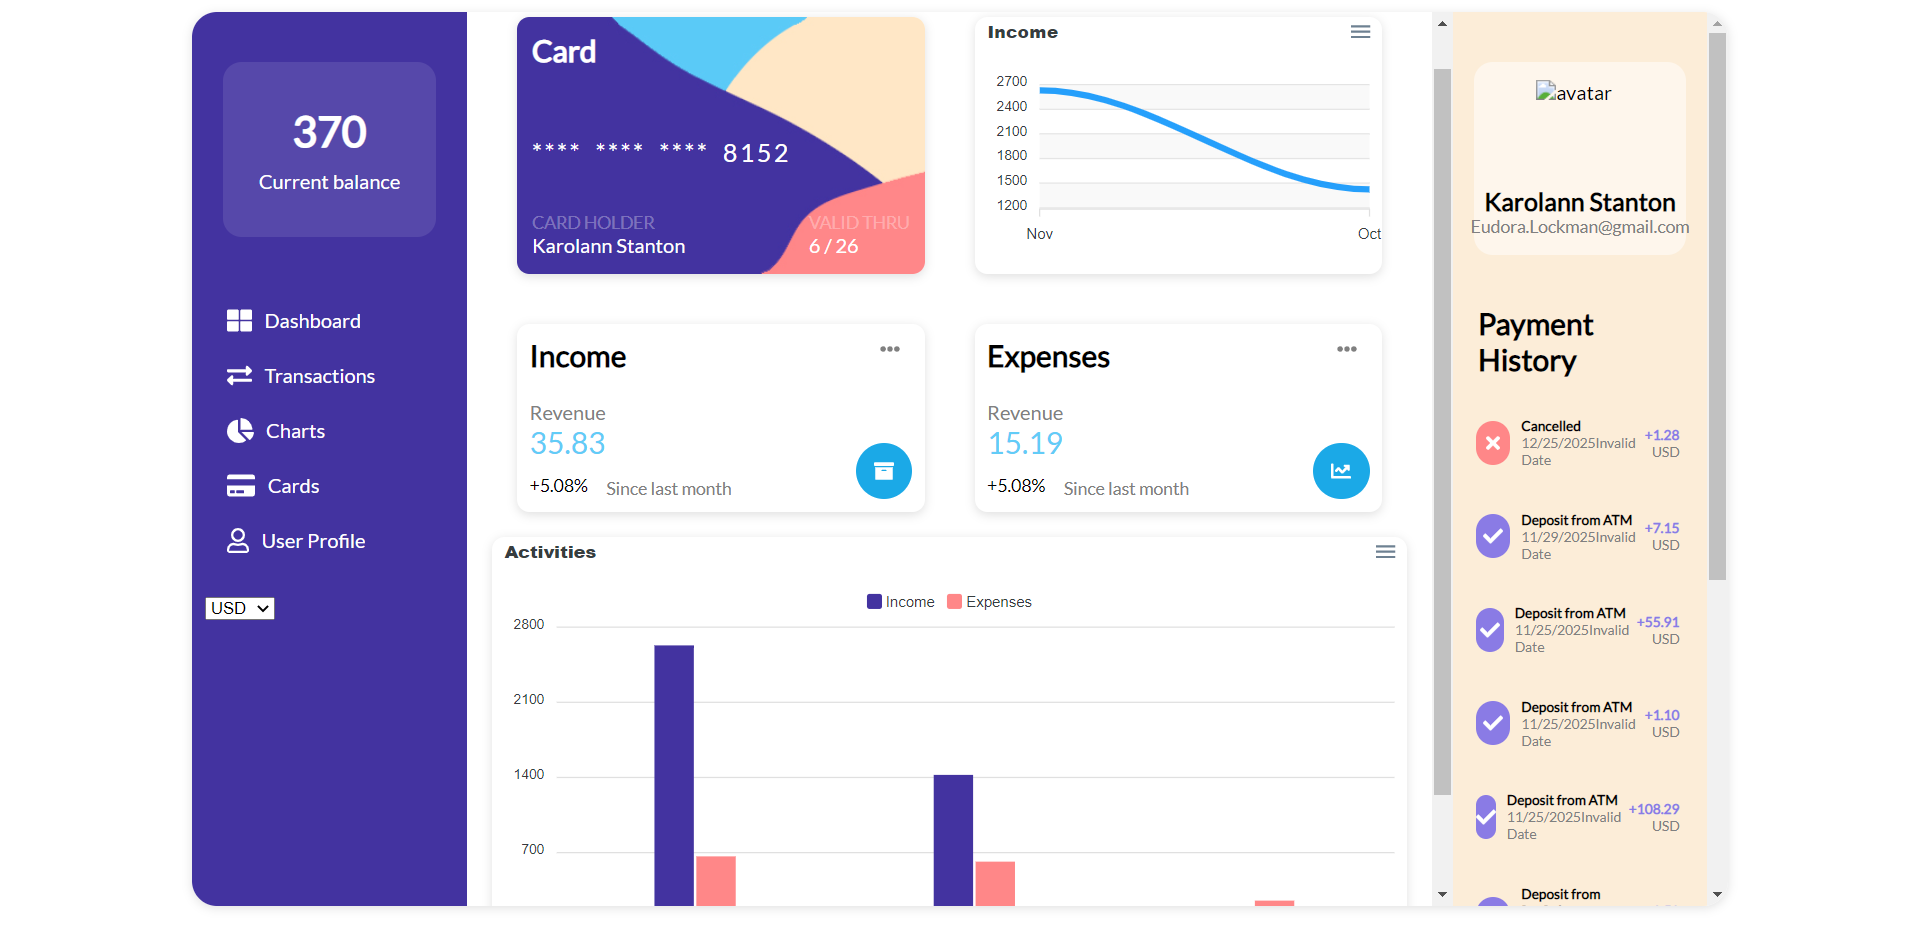 370
Current balance
Dashboard
Transactions
Charts
Cards
User Profile
USD
Card
**** **** **** 8152
CARD HOLDER
VALID THRU
Karolann Stanton
6 / 26
Income
2700
2400
2100
1800
1500
1200
Nov
Oct
Income
Revenue
35.83
+5.08%
Since last month
Expenses
Revenue
15.19
+5.08%
Since last month
Activities
Income
Expenses
2800
2100
1400
700
avatar
Karolann Stanton
Eudora.Lockman@gmail.com
Payment
History
Cancelled
12/25/2025Invalid
Date
+1.28
USD
Deposit from ATM
11/29/2025Invalid
Date
+7.15
USD
Deposit from ATM
11/25/2025Invalid
Date
+55.91
USD
Deposit from ATM
11/25/2025Invalid
Date
+1.10
USD
Deposit from ATM
11/25/2025Invalid
Date
+108.29
USD
Deposit from